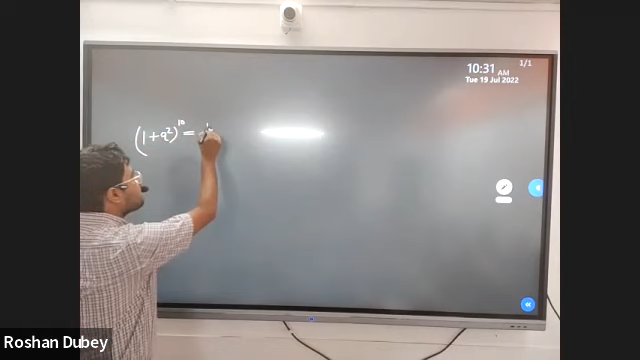 10:31 AM
1/1
Tue 19 Jul 2022
(1+q²)¹⁰ =
Roshan Dubey